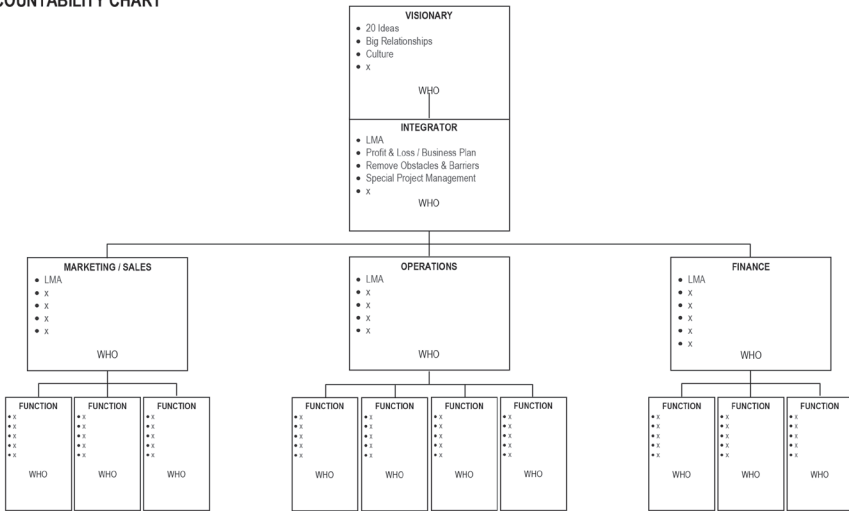 COUNTABILITY CHART
VISIONARY
• 20 Ideas
• Big Relationships
• Culture
• x
WHO
INTEGRATOR
• LMA
• Profit & Loss / Business Plan
• Remove Obstacles & Barriers
• Special Project Management
• x
WHO
MARKETING / SALES
• LMA
• x
• x
• x
• x
WHO
OPERATIONS
• LMA
• x
• x
• x
• x
WHO
FINANCE
• LMA
• x
• x
• x
• x
• x
WHO
FUNCTION
• x
• x
• x
• x
WHO
FUNCTION
• x
• x
• x
• x
WHO
FUNCTION
• x
• x
• x
• x
WHO
FUNCTION
• x
• x
• x
• x
WHO
FUNCTION
• x
• x
• x
• x
WHO
FUNCTION
• x
• x
• x
• x
WHO
FUNCTION
• x
• x
• x
• x
WHO
FUNCTION
• x
• x
• x
• x
• x
WHO
FUNCTION
• x
• x
• x
• x
• x
WHO
FUNCTION
• x
• x
• x
• x
• x
WHO